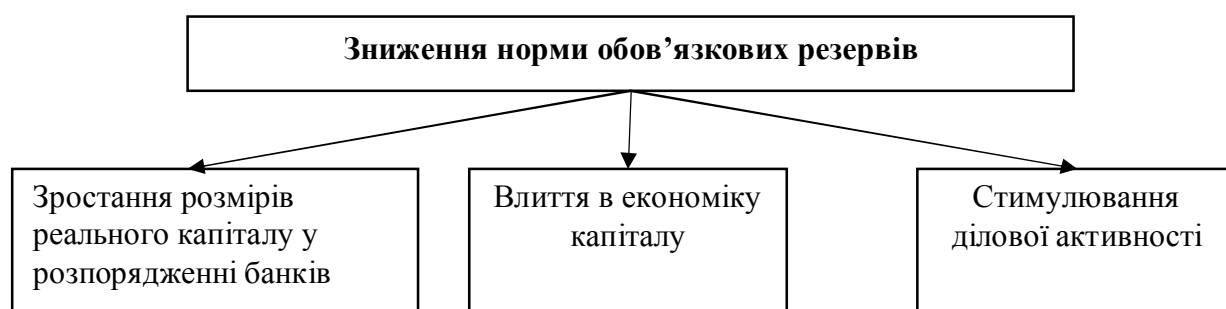 Зниження норми обов’язкових резервів
Зростання розмірів
реального капіталу у
розпорядженні банків
Влиття в економіку
капіталу
Стимулювання
ділової активності